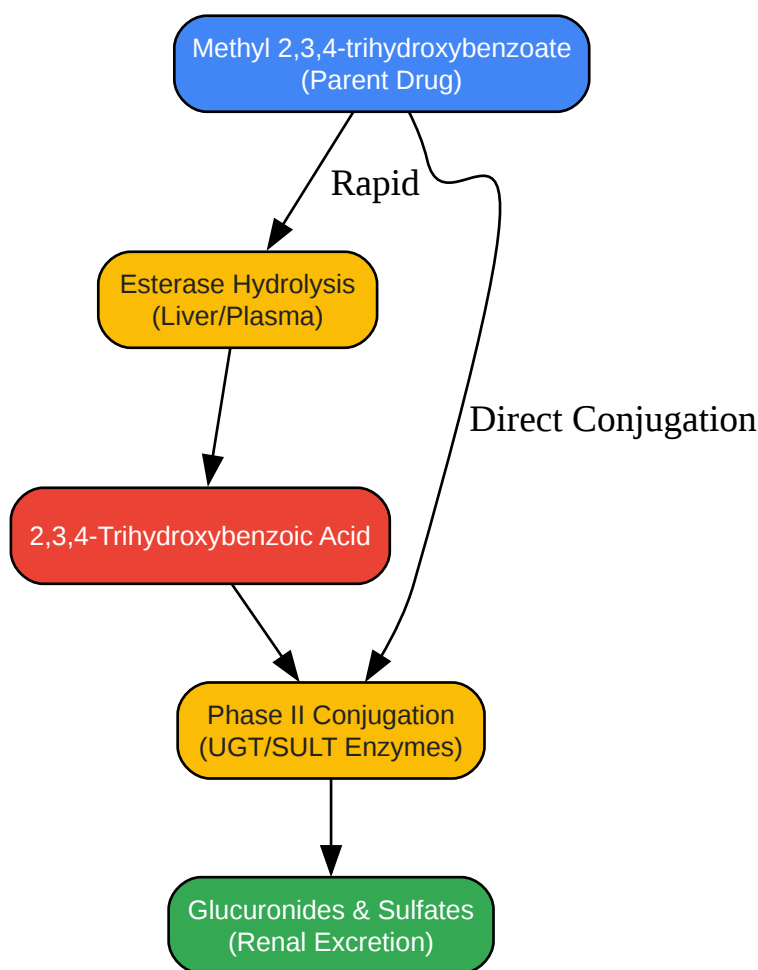 Methyl 2,3,4-trihydroxybenzoate
(Parent Drug)
Rapid
Esterase Hydrolysis
(Liver/Plasma)
Direct Conjugation
2,3,4-Trihydroxybenzoic Acid
Phase II Conjugation
(UGT/SULT Enzymes)
Glucuronides & Sulfates
(Renal Excretion)